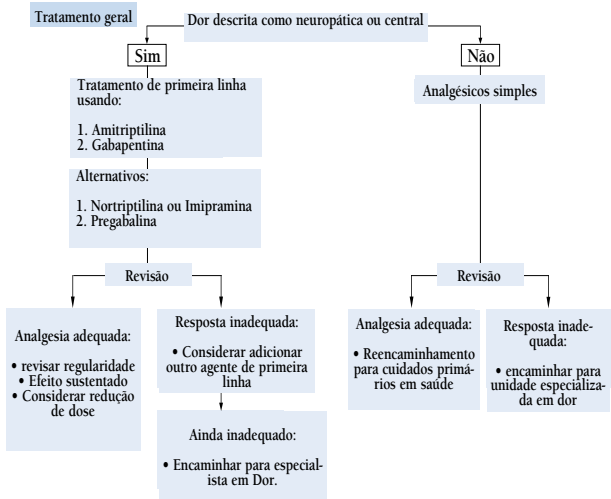 Tratamento geral
Dor descrita como neuropática ou central
Sim
Não
Tratamento de primeira linha
usando:
1. Amitriptilina
2. Gabapentina
Analgésicos simples
Alternativos:
1. Nortriptilina ou Imipramina
2. Pregabalina
Revisão
Revisão
Analgesia adequada:
• revisar regularidade
• Efeito sustentado
• Considerar redução
de dose
Resposta inadequada:
• Considerar adicionar
outro agente de primeira
linha
Ainda inadequado:
• Encaminhar para especial-
ista em Dor.
Analgesia adequada:
• Reencaminhamento
para cuidados primári-
os em saúde
Resposta inade-
quada:
• encaminhar para
unidade especializa-
da em dor